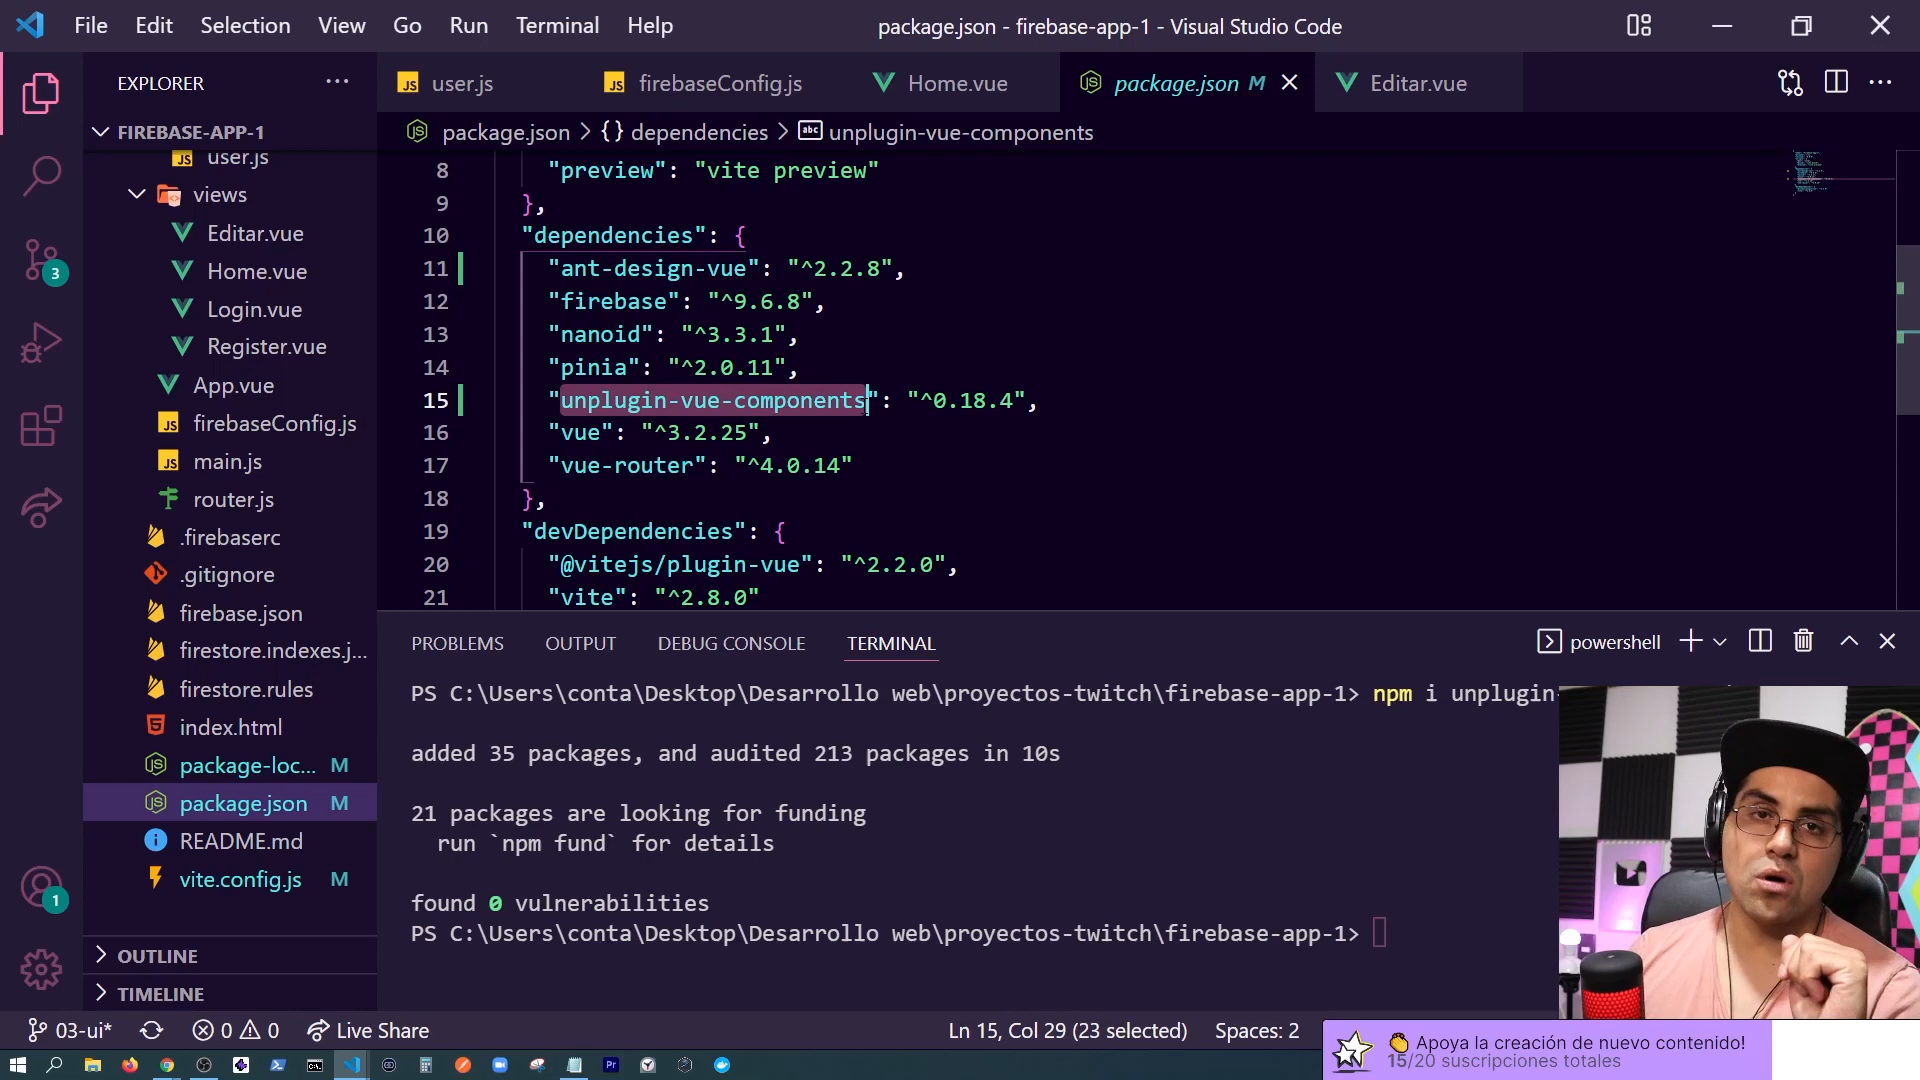 File Edit Selection View Go Run Terminal Help
package.json - firebase-app-1 - Visual Studio Code
EXPLORER
FIREBASE-APP-1
JS user.js
views
Editar.vue
Home.vue
Login.vue
Register.vue
App.vue
JS firebaseConfig.js
JS main.js
router.js
.firebaserc
.gitignore
firebase.json
firestore.indexes.j...
firestore.rules
index.html
package-loc... M
package.json M
README.md
vite.config.js M
OUTLINE
TIMELINE
3
1
JS user.js
JS firebaseConfig.js
Home.vue
package.json M
Editar.vue
package.json > {} dependencies > abc unplugin-vue-components
8 "preview": "vite preview"
9 },
10 "dependencies": {
11 "ant-design-vue": "^2.2.8",
12 "firebase": "^9.6.8",
13 "nanoid": "^3.3.1",
14 "pinia": "^2.0.11",
15 "unplugin-vue-components": "^0.18.4",
16 "vue": "^3.2.25",
17 "vue-router": "^4.0.14"
18 },
19 "devDependencies": {
20 "@vitejs/plugin-vue": "^2.2.0",
21 "vite": "^2.8.0"
PROBLEMS OUTPUT DEBUG CONSOLE TERMINAL
powershell
PS C:\Users\conta\Desktop\Desarrollo web\proyectos-twitch\firebase-app-1> npm i unplugin-
added 35 packages, and audited 213 packages in 10s
21 packages are looking for funding
run `npm fund` for details
found 0 vulnerabilities
PS C:\Users\conta\Desktop\Desarrollo web\proyectos-twitch\firebase-app-1>
03-ui* 0 0 Live Share
Ln 15, Col 29 (23 selected) Spaces: 2
Apoya la creación de nuevo contenido!
15/20 suscripciones totales